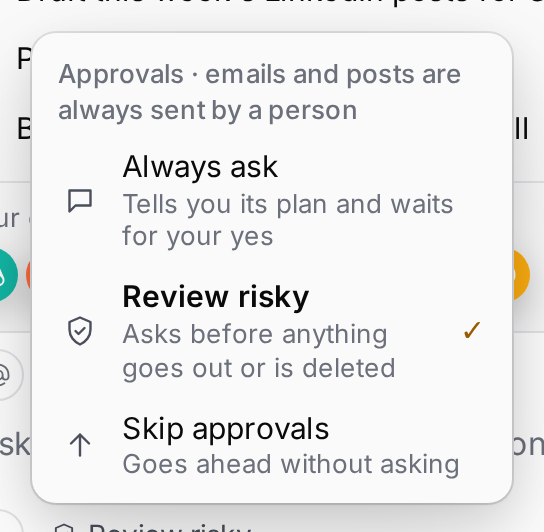 Approvals · emails and posts are
always sent by a person
Always ask
Tells you its plan and waits
for your yes
Review risky
Asks before anything
goes out or is deleted
Skip approvals
Goes ahead without asking
Review risky